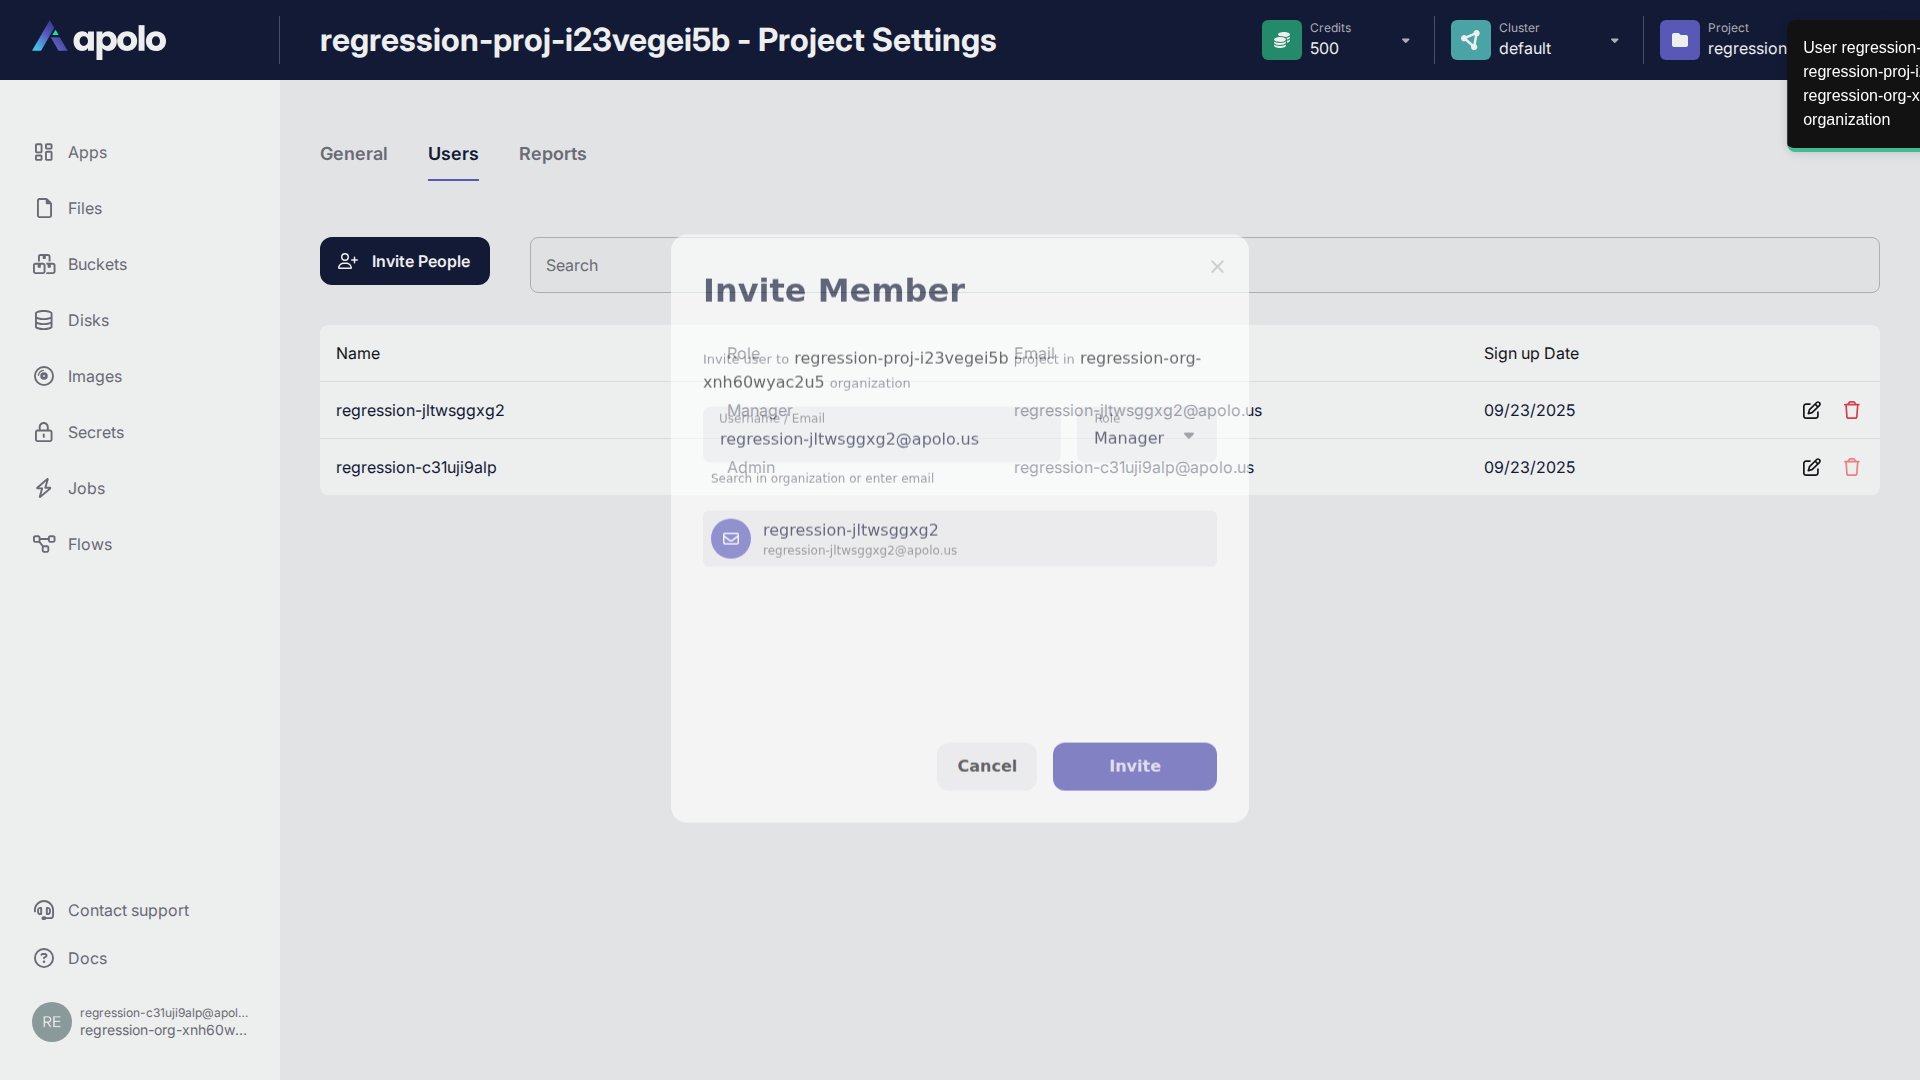 apolo
regression-proj-i23vegei5b - Project Settings
Credits
500
Cluster
default
Project
regression
User regression-
regression-proj-i
regression-org-x
organization
Apps
Files
Buckets
Disks
Images
Secrets
Jobs
Flows
Contact support
Docs
RE
regression-c31uji9alp@apol...
regression-org-xnh60w...
General
Users
Reports
Invite People
Search
Name
Role
Email
Sign up Date
regression-jltwsggxg2
Manager
regression-jltwsggxg2@apolo.us
09/23/2025
regression-c31uji9alp
Admin
regression-c31uji9alp@apolo.us
09/23/2025
Invite Member
Invite user to regression-proj-i23vegei5b project in regression-org-
xnh60wyac2u5 organization
Username / Email
regression-jltwsggxg2@apolo.us
Role
Manager
Search in organization or enter email
regression-jltwsggxg2
regression-jltwsggxg2@apolo.us
Cancel
Invite